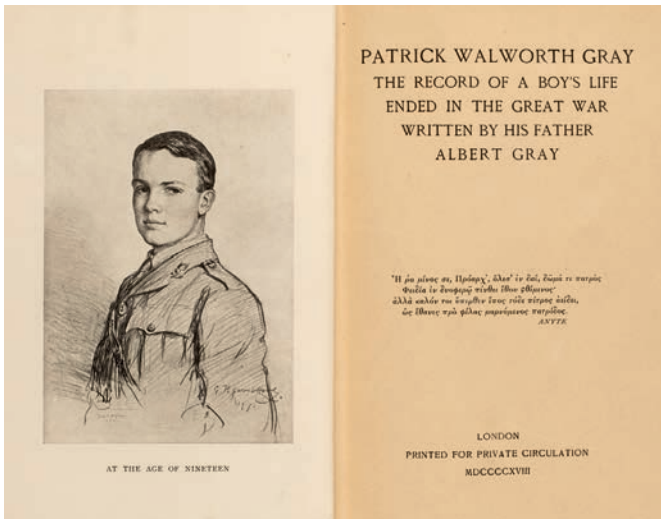 AT THE AGE OF NINETEEN
PATRICK WALWORTH GRAY
THE RECORD OF A BOY'S LIFE
ENDED IN THE GREAT WAR
WRITTEN BY HIS FATHER
ALBERT GRAY
Ἦ ῥα μένος σε, Πρόαρχ', ὄλεσ' ἐν δαΐ, δῶμά τε πατρὸς
Φειδία ἐν δνοφερῷ πένθει ἔθου φθίμενος·
ἀλλὰ καλόν τοι ὕπερθεν ἔπος τόδε πέτρος ἀείδει,
ὡς ἔθανες πρὸ φίλας μαρνάμενος πατρίδος.
ANYTE
LONDON
PRINTED FOR PRIVATE CIRCULATION
MDCCCCXVIII